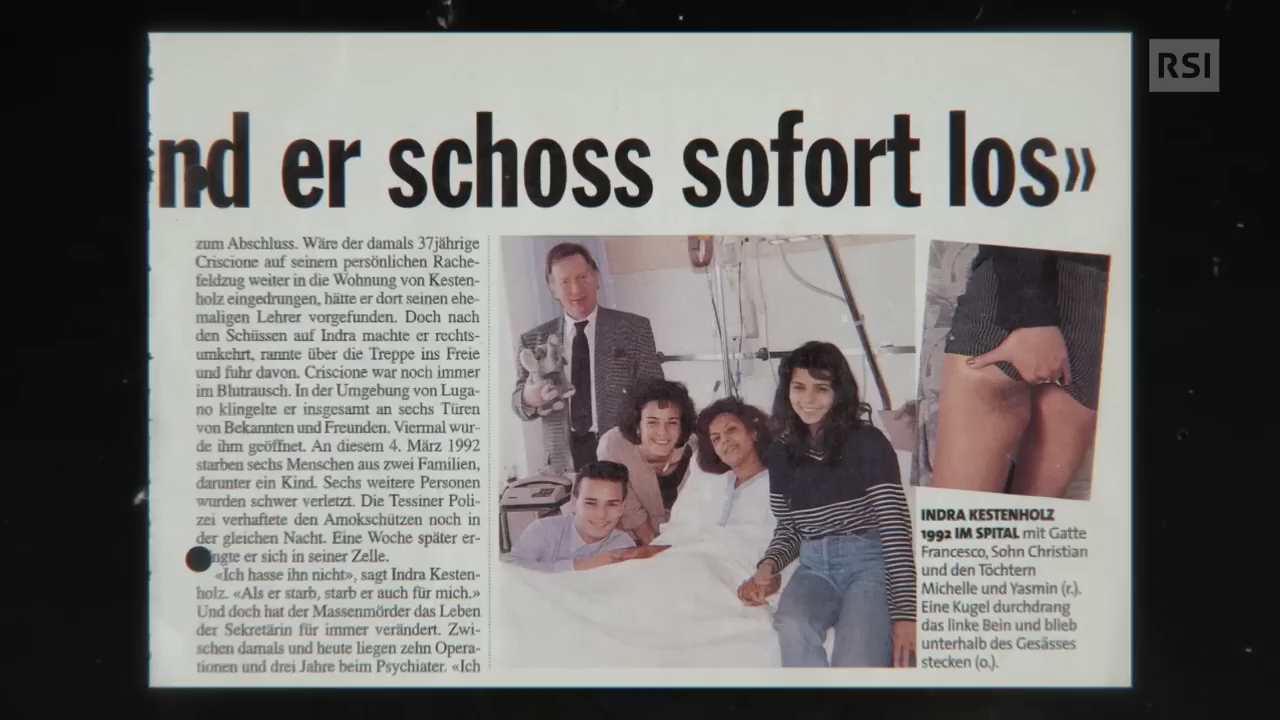 RSI
nd er schoss sofort los»
zum Abschluss. Wäre der damals 37jährige
Criscione auf seinem persönlichen Rache-
feldzug weiter in die Wohnung von Kesten-
holz eingedrungen, hätte er dort seinen ehe-
maligen Lehrer vorgefunden. Doch nach
den Schüssen auf Indra machte er rechts-
umkehrt, rannte über die Treppe ins Freie
und fuhr davon. Criscione war noch immer
im Blutrausch. In der Umgebung von Luga-
no klingelte er insgesamt an sechs Türen
von Bekannten und Freunden. Viermal wur-
de ihm geöffnet. An diesem 4. März 1992
starben sechs Menschen aus zwei Familien,
darunter ein Kind. Sechs weitere Personen
wurden schwer verletzt. Die Tessiner Poli-
zei verhaftete den Amokschützen noch in
der gleichen Nacht. Eine Woche später er-
ngte er sich in seiner Zelle.
«Ich hasse ihn nicht», sagt Indra Kesten-
holz. «Als er starb, starb er auch für mich.»
Und doch hat der Massenmörder das Leben
der Sekretärin für immer verändert. Zwi-
schen damals und heute liegen zehn Opera-
tionen und drei Jahre beim Psychiater. «Ich
INDRA KESTENHOLZ
1992 IM SPITAL mit Gatte
Francesco, Sohn Christian
und den Töchtern
Michelle und Yasmin (r.).
Eine Kugel durchdrang
das linke Bein und blieb
unterhalb des Gesässes
stecken (o.).